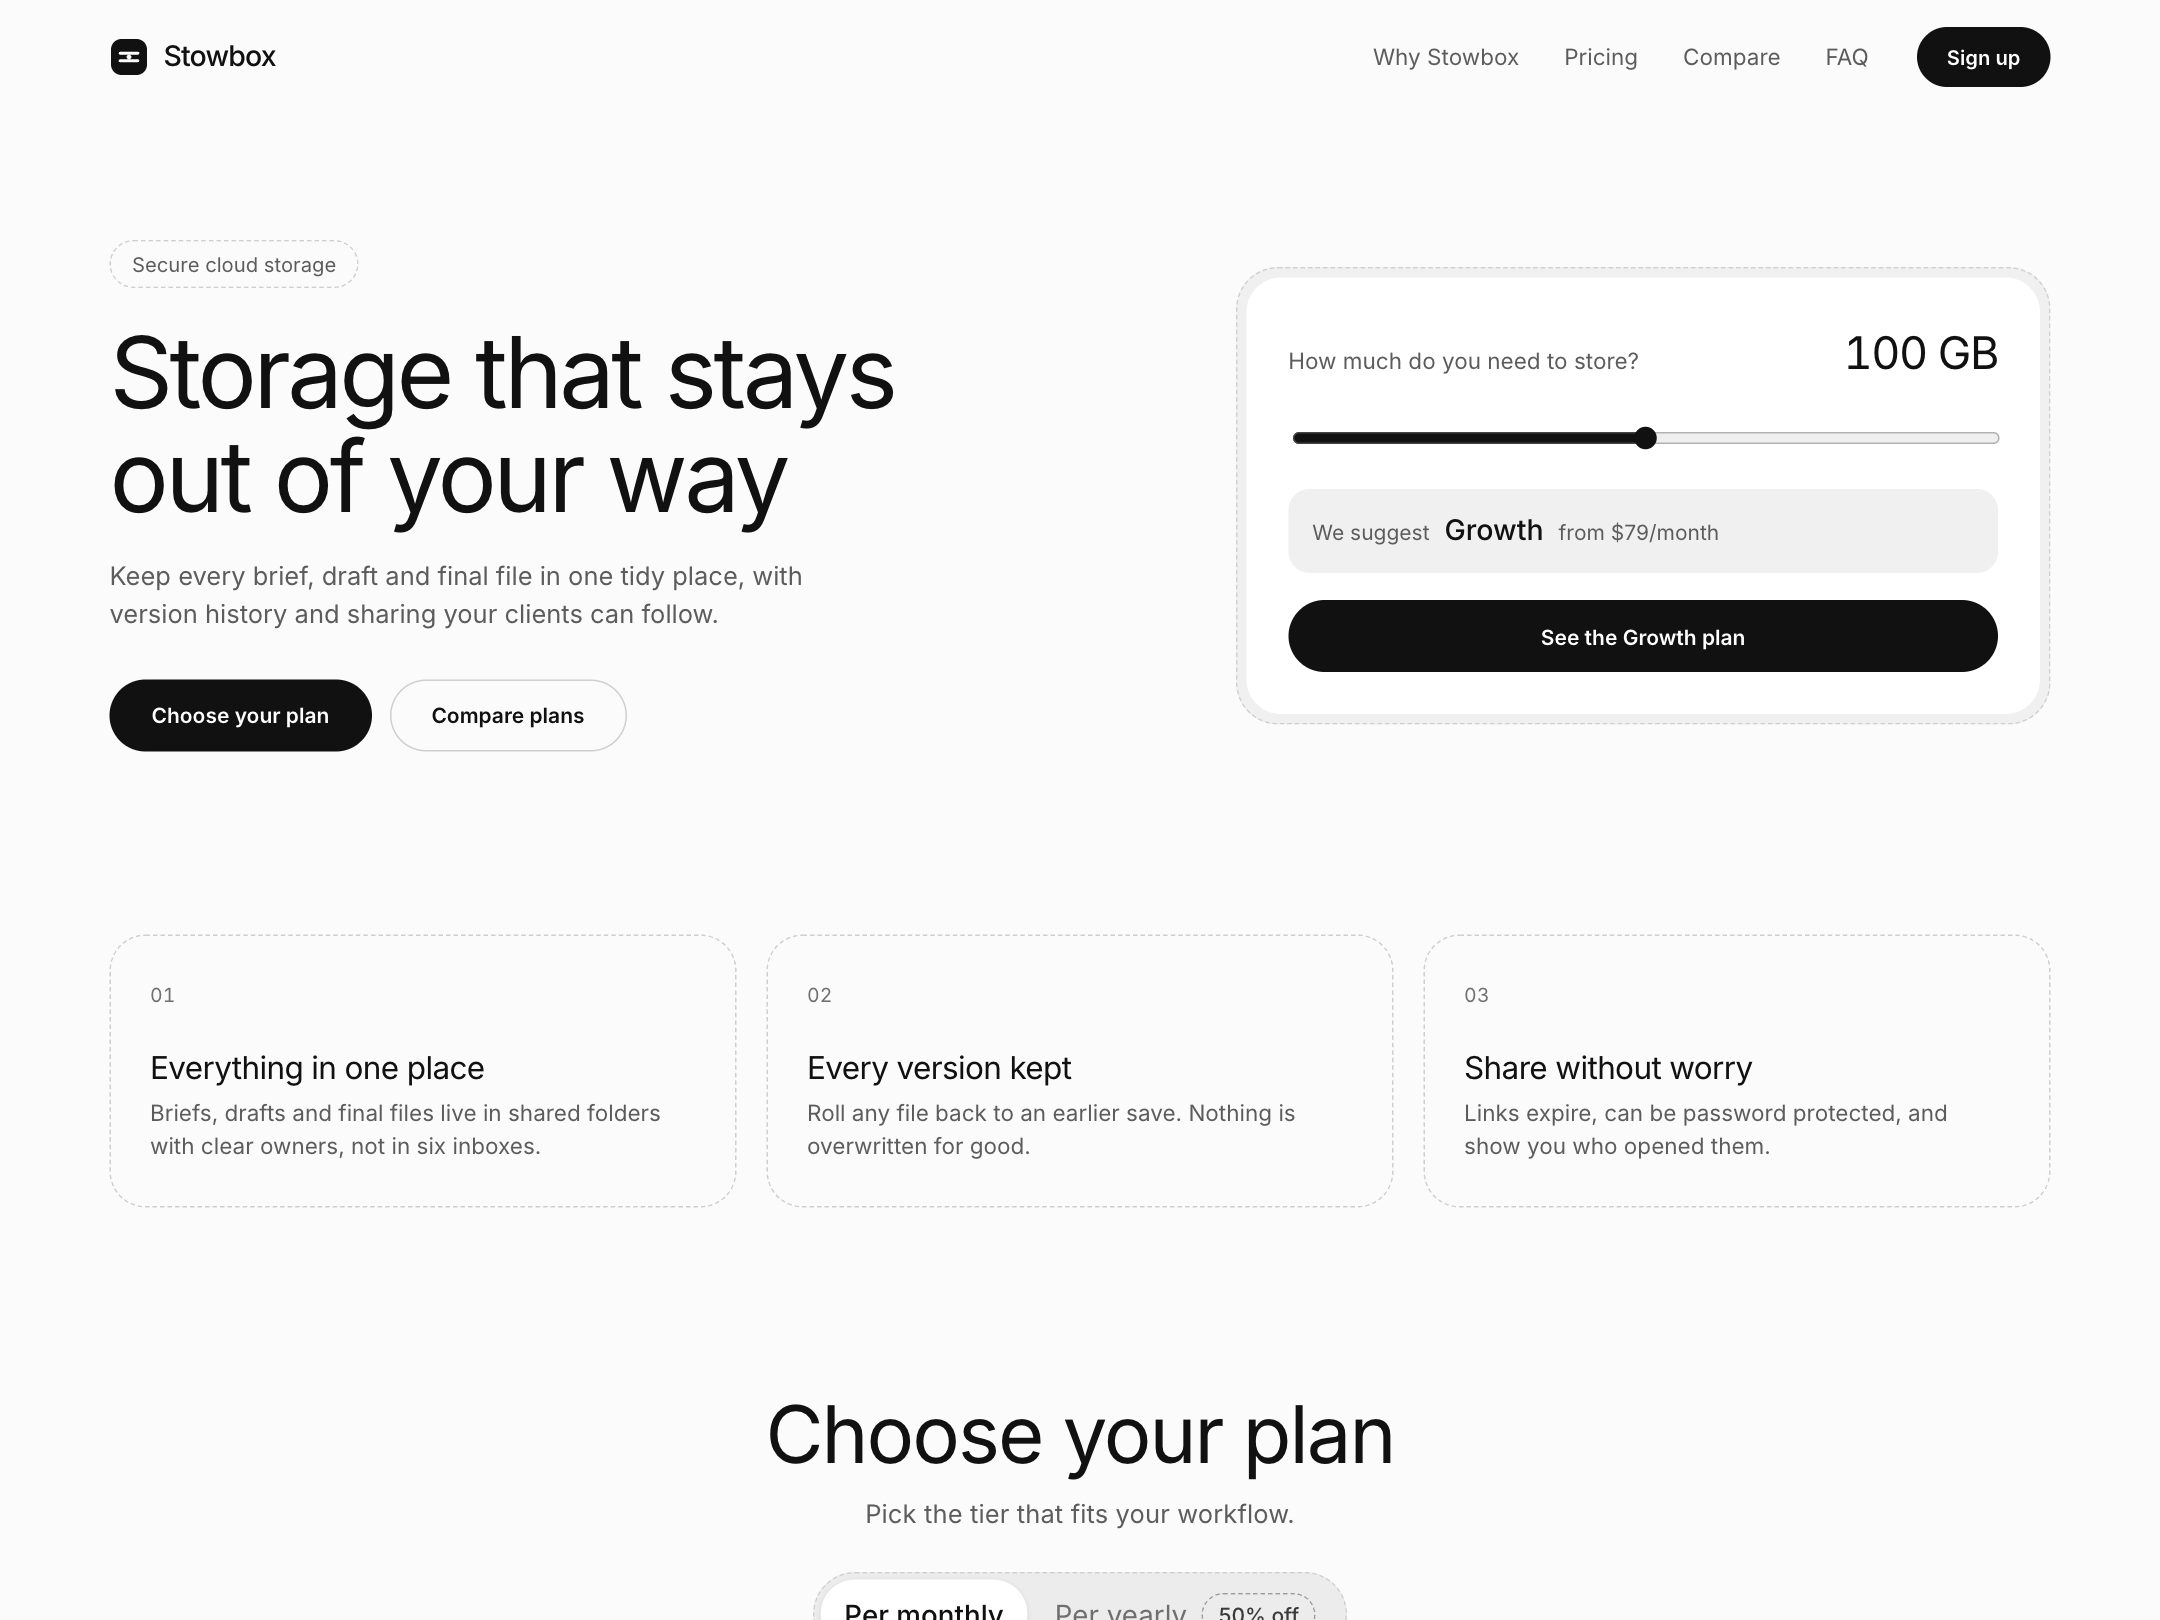 Stowbox
Why Stowbox
Pricing
Compare
FAQ
Sign up
Secure cloud storage
Storage that stays
out of your way
Keep every brief, draft and final file in one tidy place, with
version history and sharing your clients can follow.
Choose your plan
Compare plans
How much do you need to store?
100 GB
We suggest Growth from $79/month
See the Growth plan
01
Everything in one place
Briefs, drafts and final files live in shared folders
with clear owners, not in six inboxes.
02
Every version kept
Roll any file back to an earlier save. Nothing is
overwritten for good.
03
Share without worry
Links expire, can be password protected, and
show you who opened them.
Choose your plan
Pick the tier that fits your workflow.
Per monthly
Per yearly
50% off